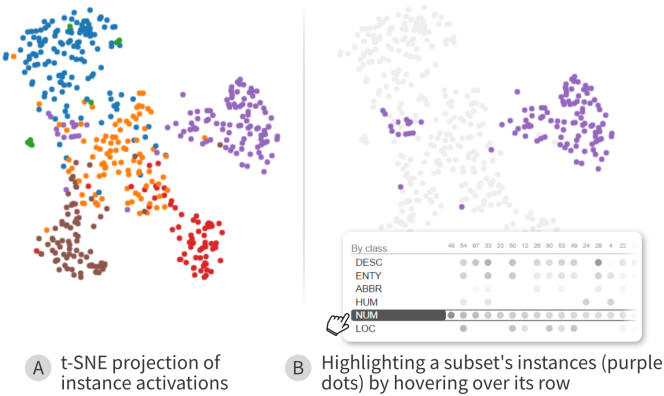 By class 48 54 97 33 23 50 12 26 80 53 49 24 28 4 22
DESC
ENTY
ABBR
HUM
NUM
LOC
A t-SNE projection of
instance activations
B Highlighting a subset's instances (purple
dots) by hovering over its row